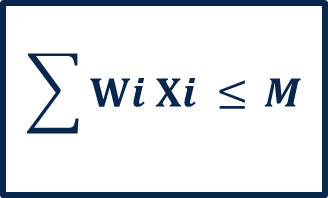 ∑ Wi Xi ≤ M